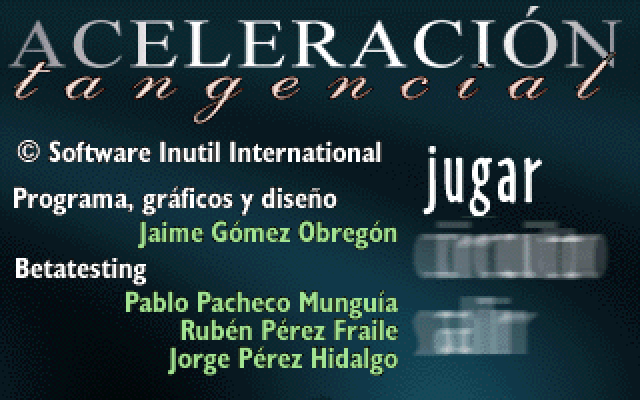 ACELERACIÓN
tangencial
© Software Inutil International
jugar
Programa, gráficos y diseño
Jaime Gómez Obregón
Betatesting
Pablo Pacheco Munguía
Rubén Pérez Fraile
Jorge Pérez Hidalgo